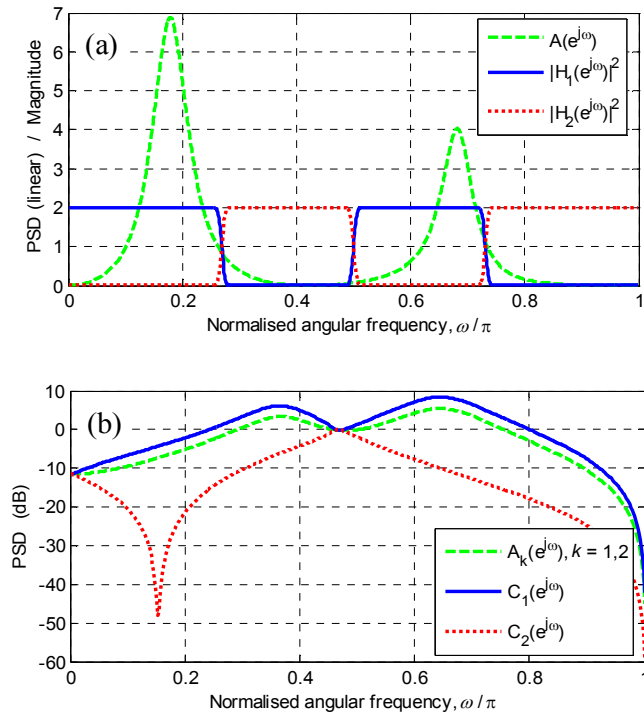 (a)
7
6
5
4
3
2
1
0
PSD (linear) / Magnitude
A(e^{jω})
|H_1(e^{jω})|^2
|H_2(e^{jω})|^2
0 0.2 0.4 0.6 0.8 1
Normalised angular frequency, ω/π
(b)
10
0
-10
-20
-30
-40
-50
-60
PSD (dB)
A_k(e^{jω}), k = 1,2
C_1(e^{jω})
C_2(e^{jω})
0 0.2 0.4 0.6 0.8 1
Normalised angular frequency, ω/π